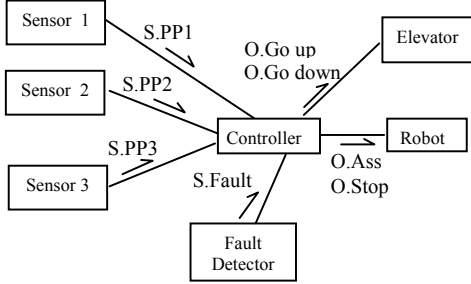 Sensor 1
S.PP1
Elevator
O.Go up
O.Go down
Sensor 2
S.PP2
Controller
Robot
S.PP3
O.Ass
O.Stop
Sensor 3
S.Fault
Fault
Detector